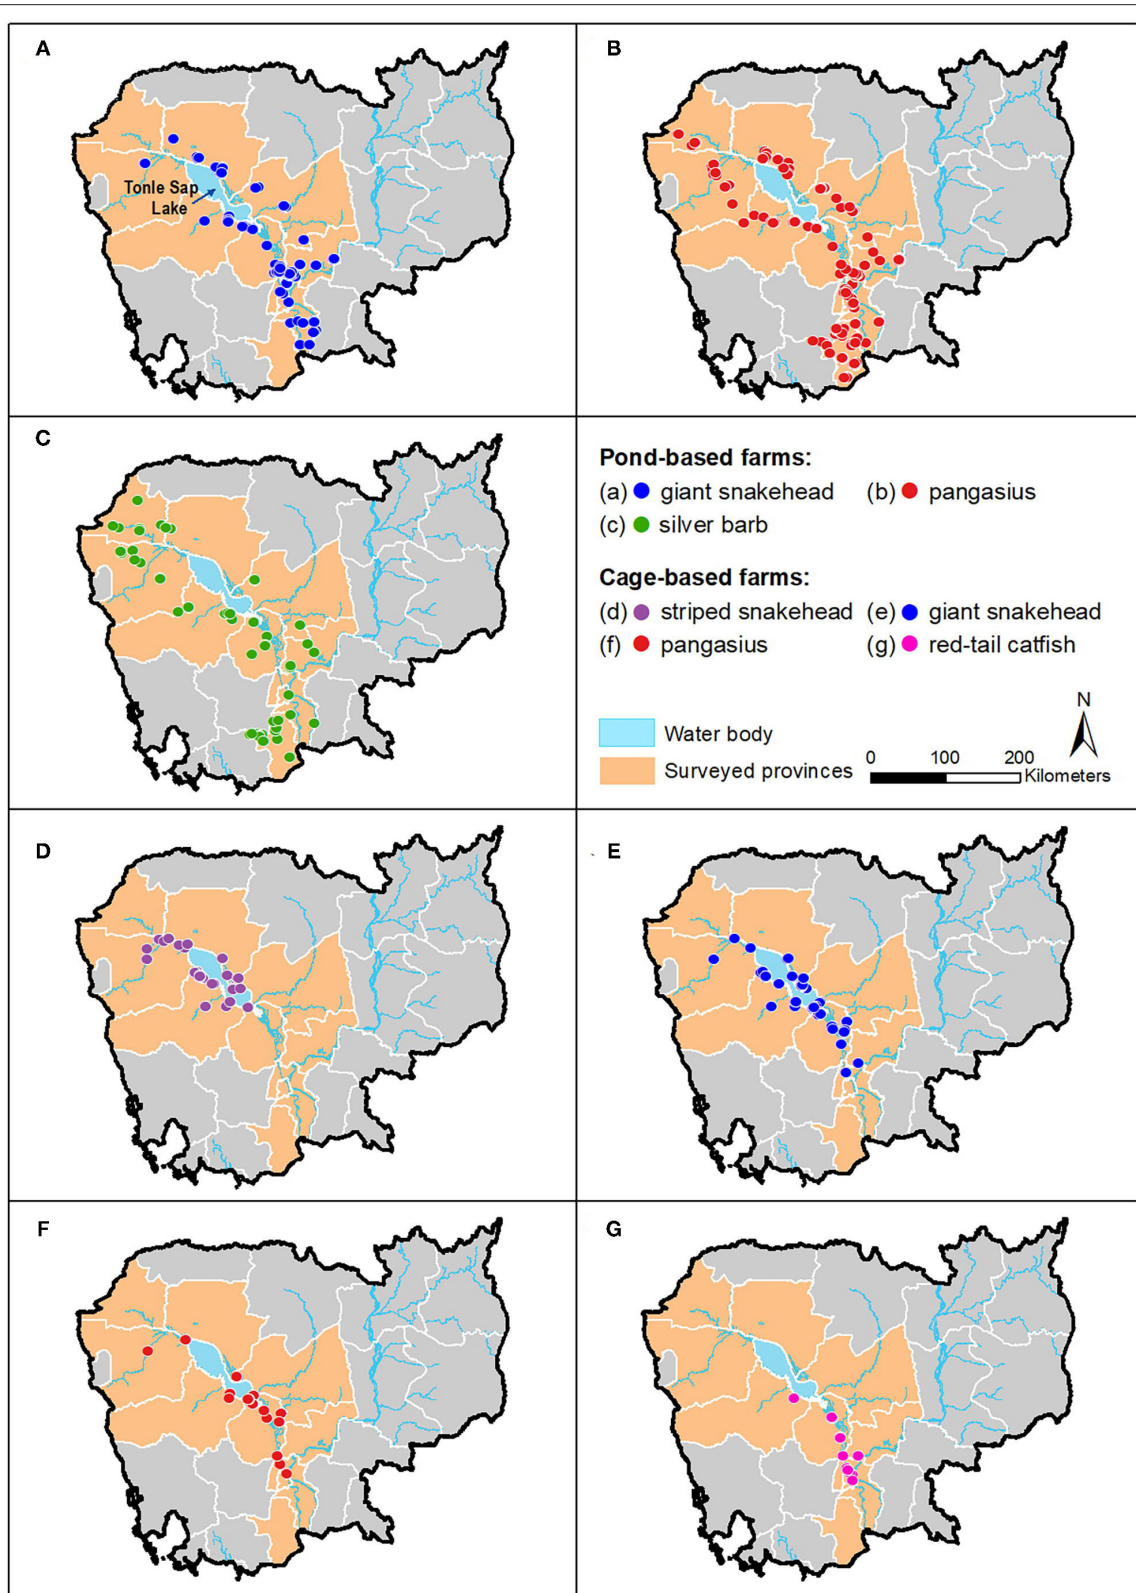 A
B
Tonle Sap
Lake
C
Pond-based farms:
(a) giant snakehead (b) pangasius
(c) silver barb
Cage-based farms:
(d) striped snakehead (e) giant snakehead
(f) pangasius (g) red-tail catfish
N
Water body
Surveyed provinces
0 100 200
Kilometers
D
E
F
G